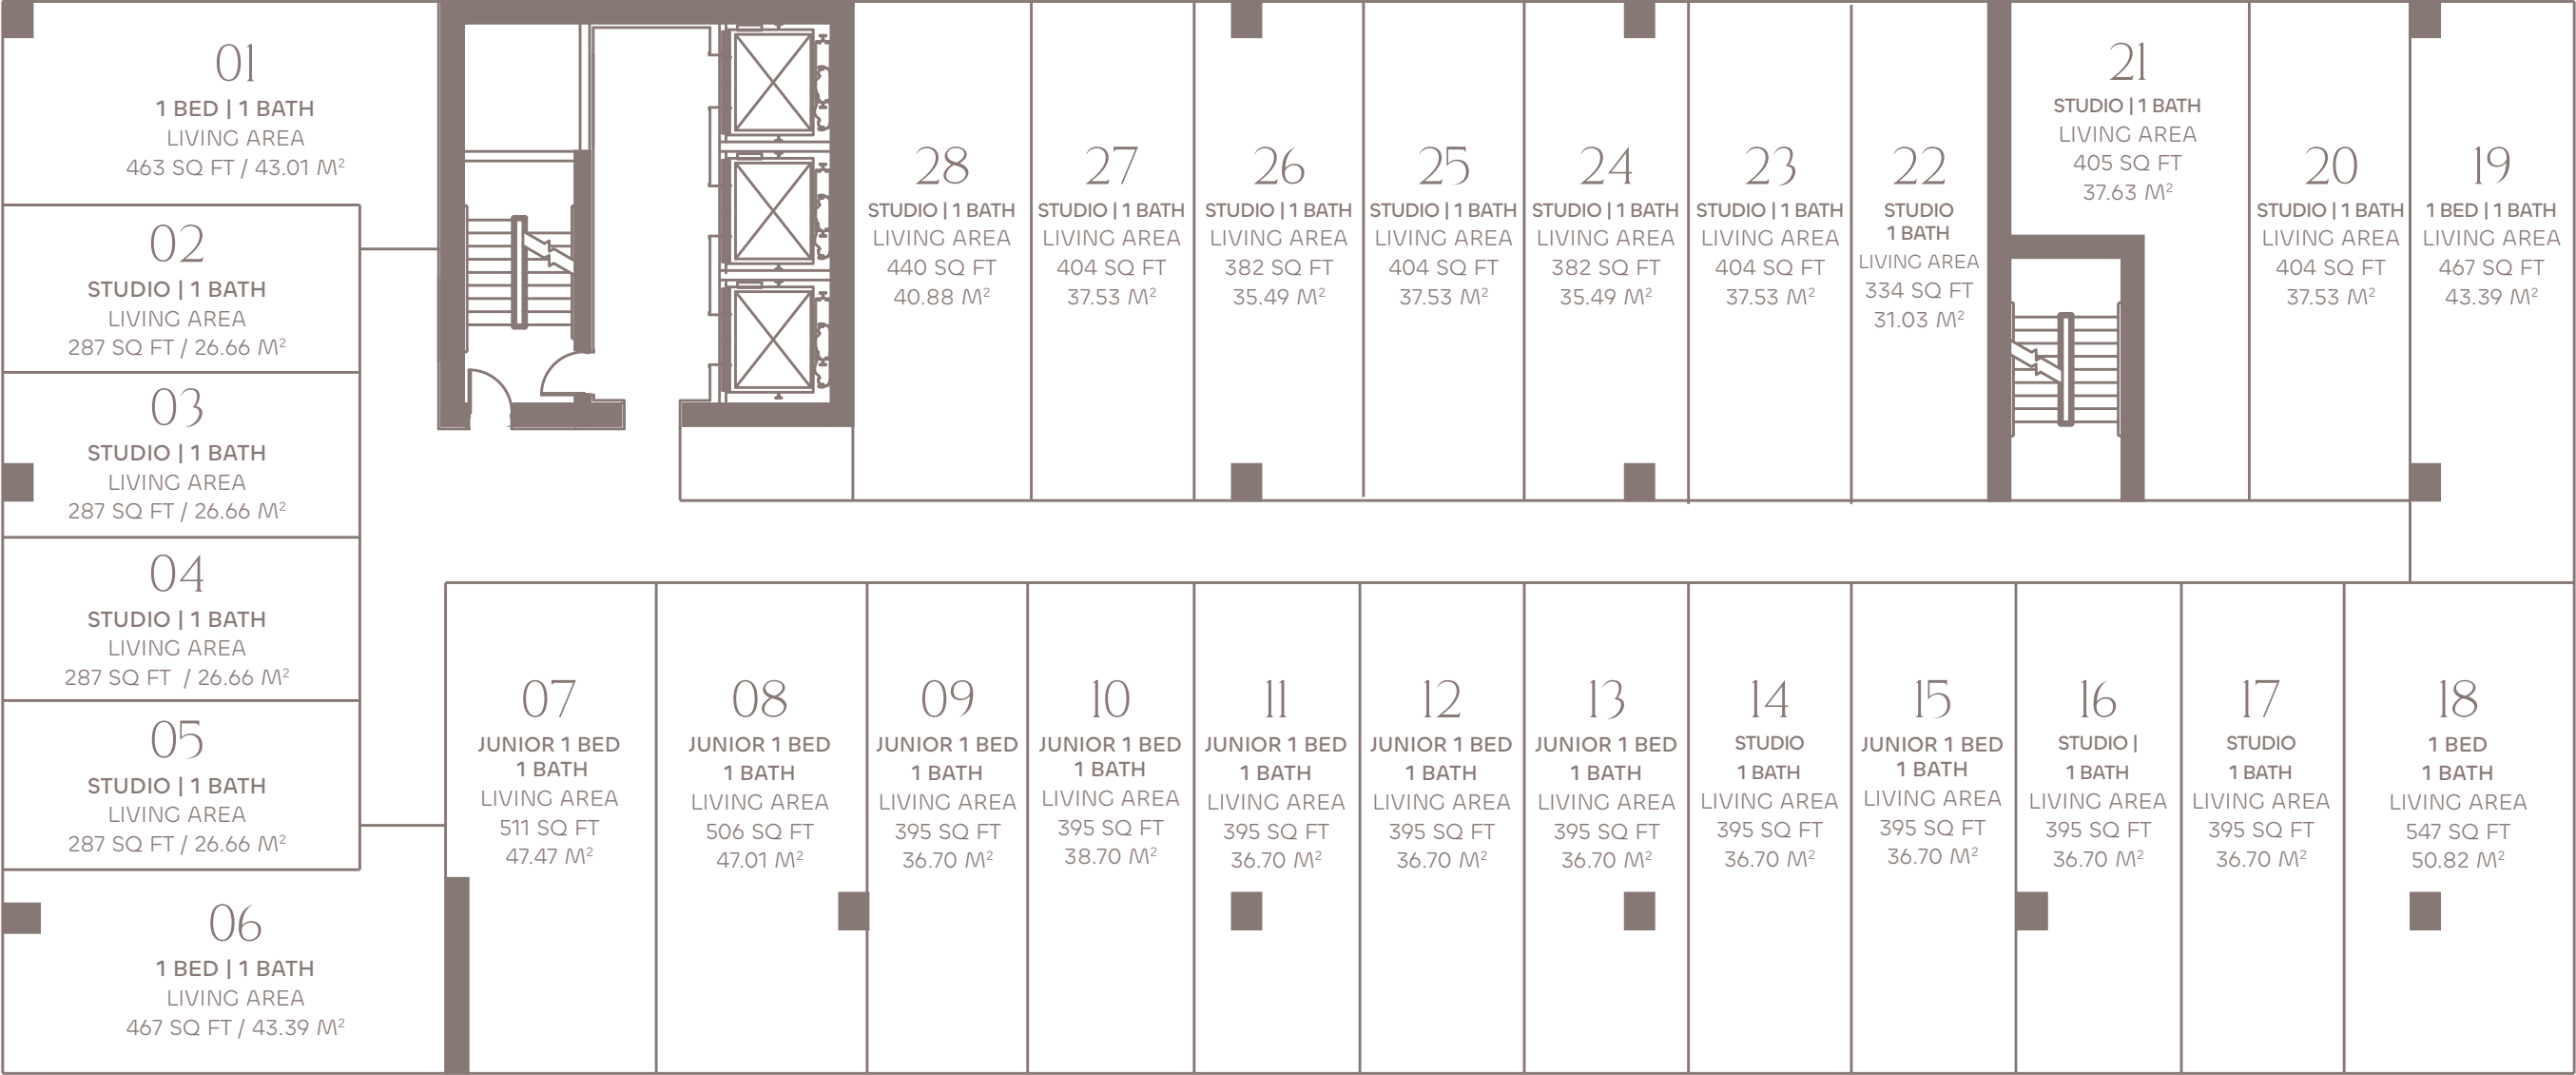 01
1 BED | 1 BATH
LIVING AREA
463 SQ FT / 43.01 M²
02
STUDIO | 1 BATH
LIVING AREA
287 SQ FT / 26.66 M²
03
STUDIO | 1 BATH
LIVING AREA
287 SQ FT / 26.66 M²
04
STUDIO | 1 BATH
LIVING AREA
287 SQ FT / 26.66 M²
05
STUDIO | 1 BATH
LIVING AREA
287 SQ FT / 26.66 M²
06
1 BED | 1 BATH
LIVING AREA
467 SQ FT / 43.39 M²
28
STUDIO | 1 BATH
LIVING AREA
440 SQ FT
40.88 M²
27
STUDIO | 1 BATH
LIVING AREA
404 SQ FT
37.53 M²
26
STUDIO | 1 BATH
LIVING AREA
382 SQ FT
35.49 M²
25
STUDIO | 1 BATH
LIVING AREA
404 SQ FT
37.53 M²
24
STUDIO | 1 BATH
LIVING AREA
382 SQ FT
35.49 M²
23
STUDIO | 1 BATH
LIVING AREA
404 SQ FT
37.53 M²
22
STUDIO
1 BATH
LIVING AREA
334 SQ FT
31.03 M²
21
STUDIO | 1 BATH
LIVING AREA
405 SQ FT
37.63 M²
20
STUDIO | 1 BATH
LIVING AREA
404 SQ FT
37.53 M²
19
1 BED | 1 BATH
LIVING AREA
467 SQ FT
43.39 M²
07
JUNIOR 1 BED
1 BATH
LIVING AREA
511 SQ FT
47.47 M²
08
JUNIOR 1 BED
1 BATH
LIVING AREA
506 SQ FT
47.01 M²
09
JUNIOR 1 BED
1 BATH
LIVING AREA
395 SQ FT
36.70 M²
10
JUNIOR 1 BED
1 BATH
LIVING AREA
395 SQ FT
38.70 M²
11
JUNIOR 1 BED
1 BATH
LIVING AREA
395 SQ FT
36.70 M²
12
JUNIOR 1 BED
1 BATH
LIVING AREA
395 SQ FT
36.70 M²
13
JUNIOR 1 BED
1 BATH
LIVING AREA
395 SQ FT
36.70 M²
14
STUDIO
1 BATH
LIVING AREA
395 SQ FT
36.70 M²
15
JUNIOR 1 BED
1 BATH
LIVING AREA
395 SQ FT
36.70 M²
16
STUDIO |
1 BATH
LIVING AREA
395 SQ FT
36.70 M²
17
STUDIO
1 BATH
LIVING AREA
395 SQ FT
36.70 M²
18
1 BED
1 BATH
LIVING AREA
547 SQ FT
50.82 M²